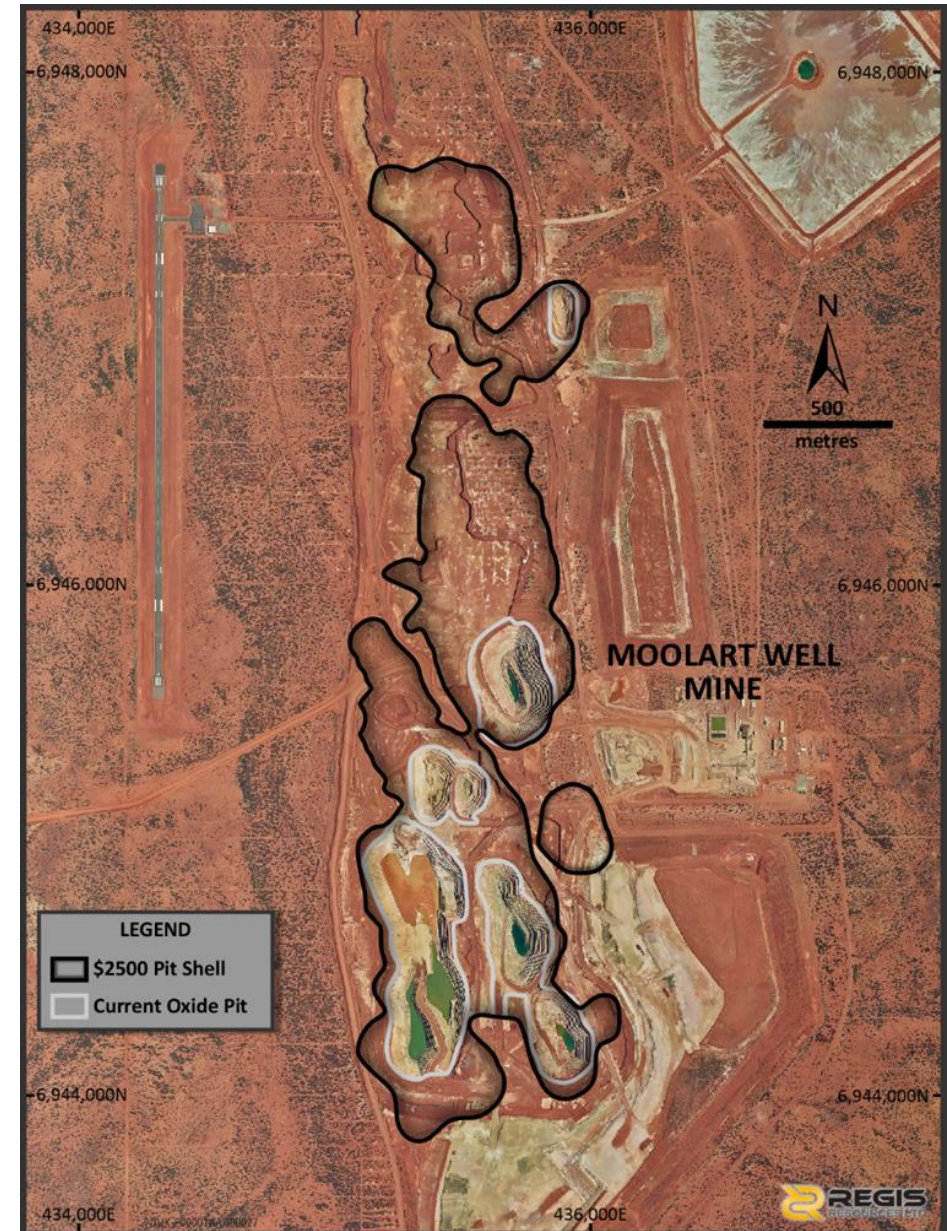 434,000E
436,000E
6,948,000N
6,948,000N
N
500
metres
6,946,000N
6,946,000N
MOOLART WELL
MINE
LEGEND
$2500 Pit Shell
Current Oxide Pit
6,944,000N
6,944,000N
434,000E
436,000E
REGIS
RESOURCES LTD